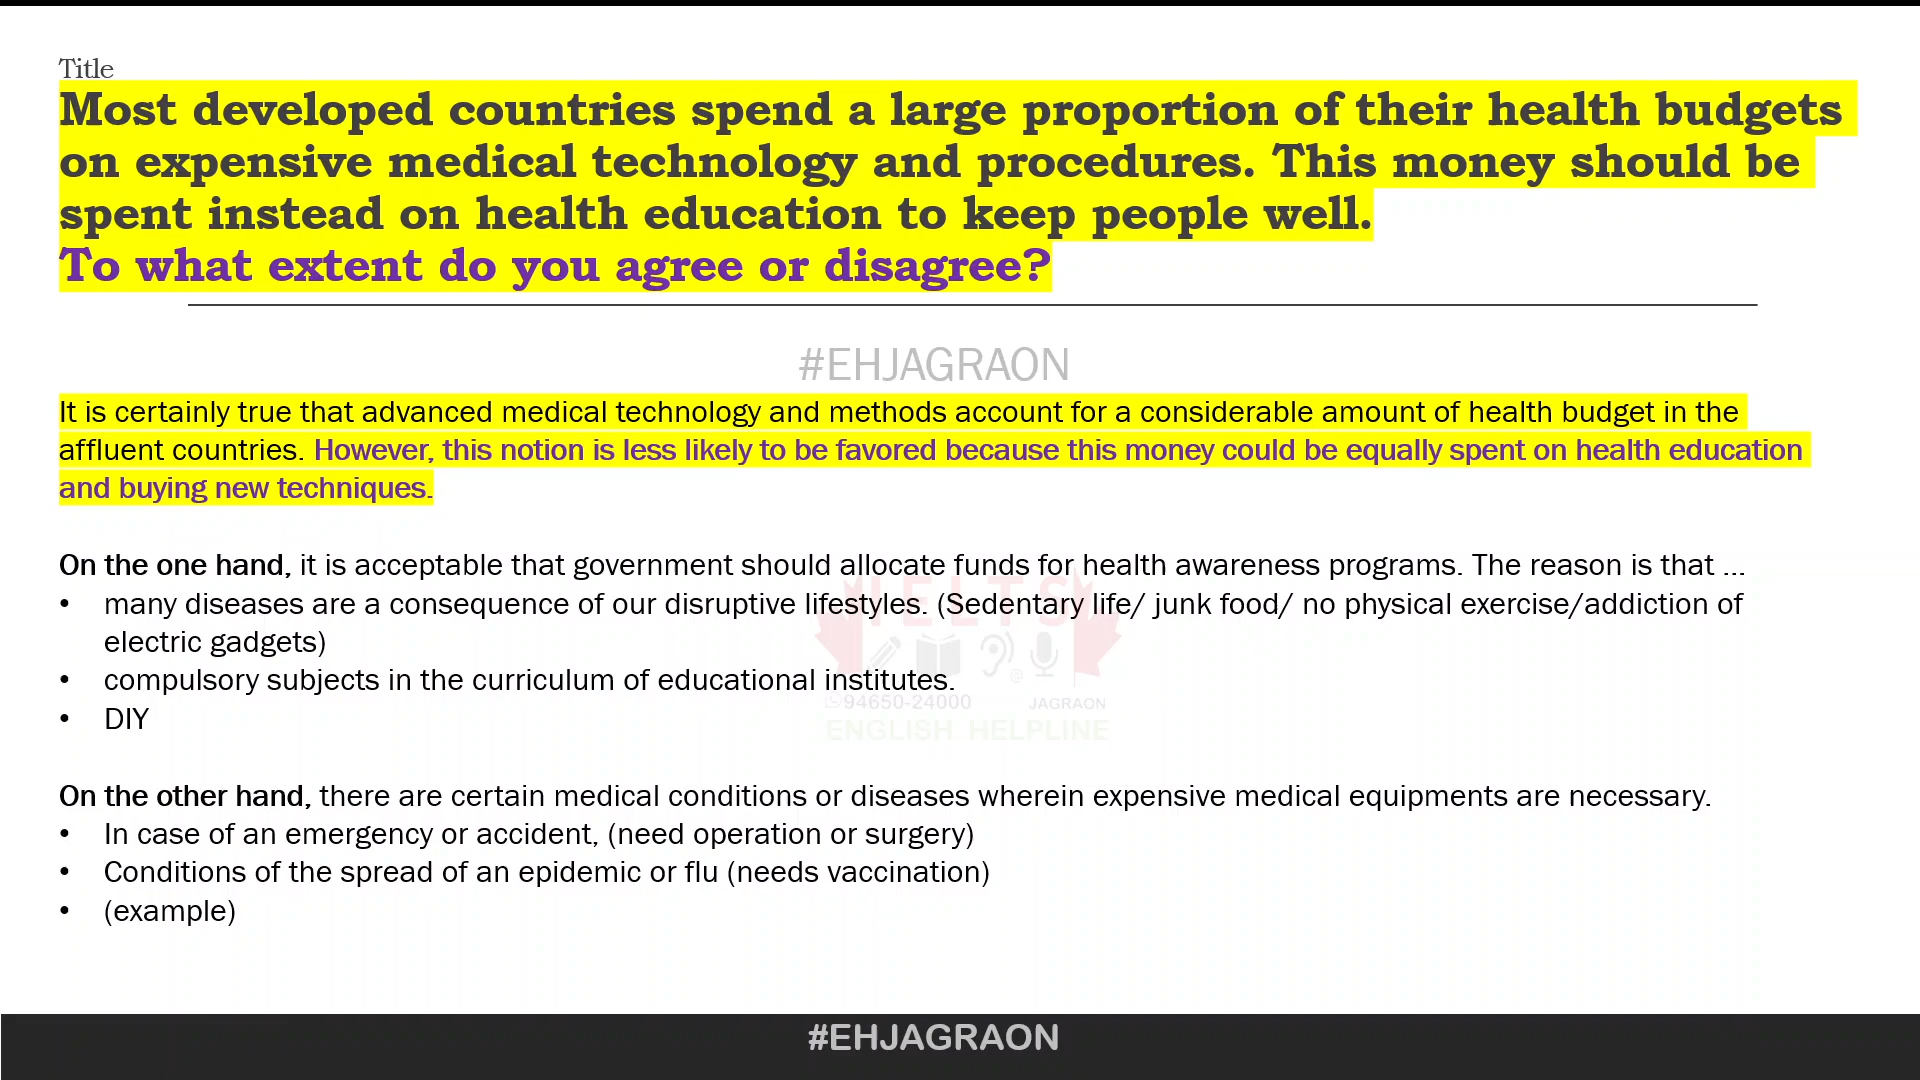 Title
Most developed countries spend a large proportion of their health budgets
on expensive medical technology and procedures. This money should be
spent instead on health education to keep people well.
To what extent do you agree or disagree?
#EHJAGRAON
It is certainly true that advanced medical technology and methods account for a considerable amount of health budget in the
affluent countries. However, this notion is less likely to be favored because this money could be equally spent on health education
and buying new techniques.
On the one hand, it is acceptable that government should allocate funds for health awareness programs. The reason is that ...
• many diseases are a consequence of our disruptive lifestyles. (Sedentary life/ junk food/ no physical exercise/addiction of
electric gadgets)
• compulsory subjects in the curriculum of educational institutes.
• DIY
IELTS
@
94650-24000 JAGRAON
ENGLISH HELPLINE
On the other hand, there are certain medical conditions or diseases wherein expensive medical equipments are necessary.
• In case of an emergency or accident, (need operation or surgery)
• Conditions of the spread of an epidemic or flu (needs vaccination)
• (example)
#EHJAGRAON